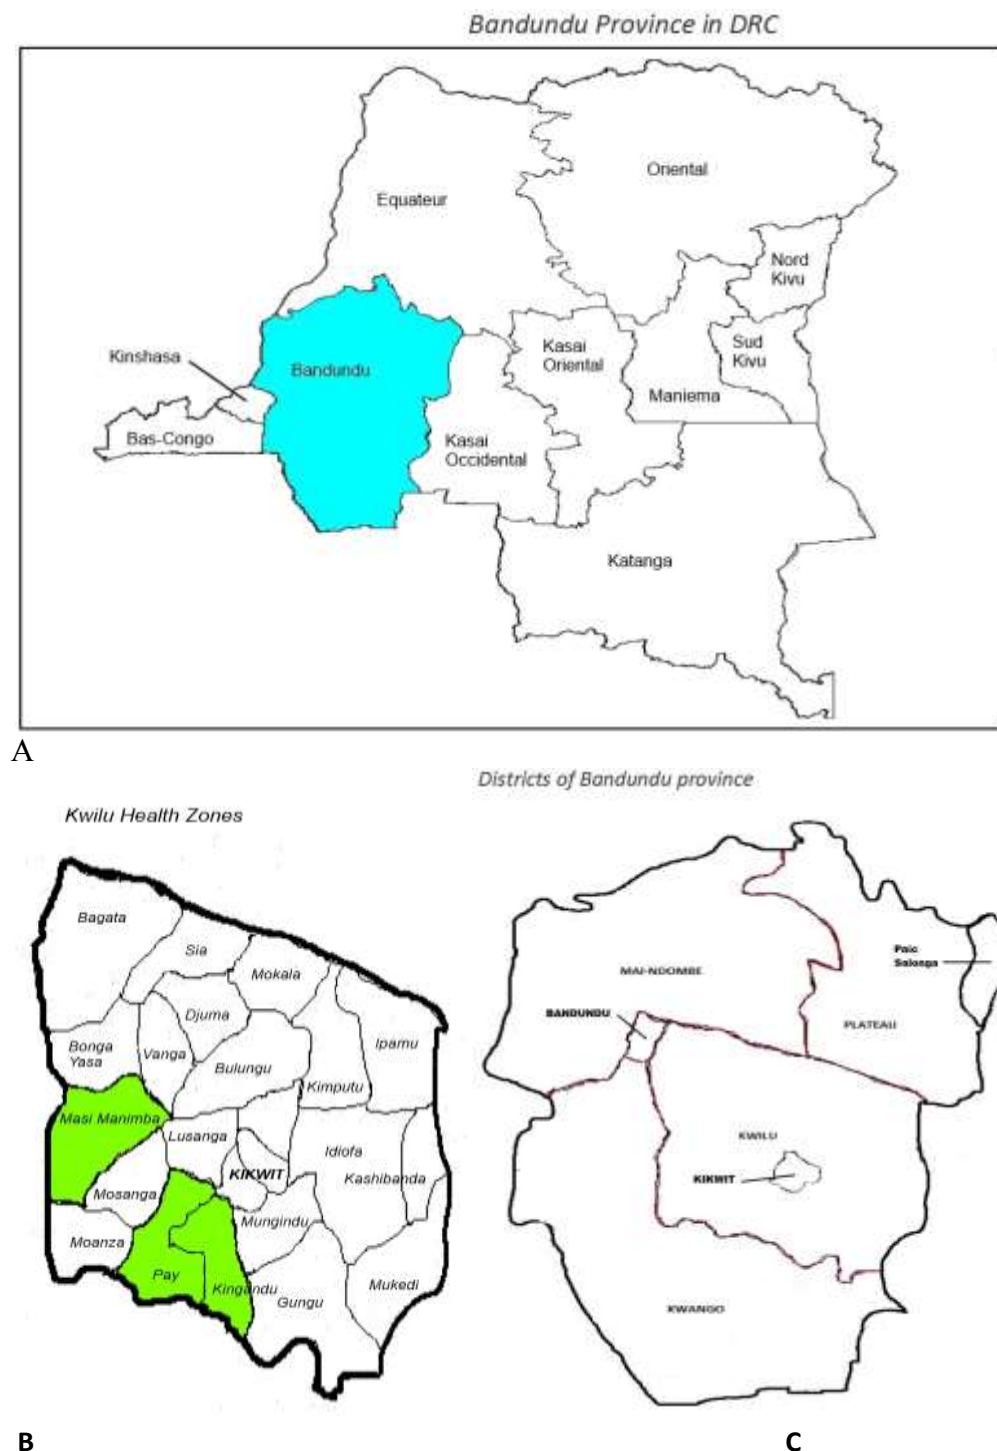 Bandundu Province in DRC
Oriental
Equateur
Nord
Kivu
Kinshasa
Bandundu
Kasai
Oriental
Sud
Kivu
Maniema
Bas-Congo
Kasai
Occidental
Katanga
A
Districts of Bandundu province
Kwilu Health Zones
Bagata
Sia
Mokala
Djuma
Bonga
Yasa
Vanga
Bulungu
Ipamu
Kimputu
Masi Manimba
Lusanga
Idiofa
KIKWIT
Kashibanda
Mosanga
Mungindu
Moanza
Pay
Kingandu
Gungu
Mukedi
MAI-NDOMBE
Paic
Salonga
BANDUNDU
PLATEAU
KWILU
KIKWIT
KWANGO
B
C